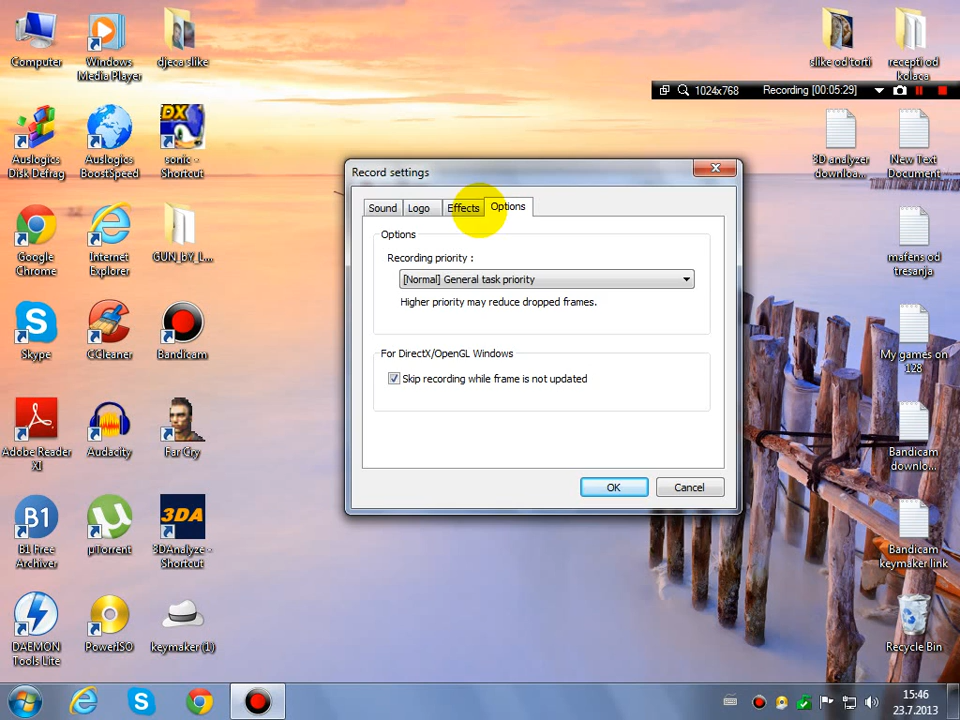 Computer
Windows
Media Player
djeca slike
slike od torti
recepti od
kolaca
1024x768
Recording [00:05:29]
Auslogics
Disk Defrag
Auslogics
BoostSpeed
DX
sonic -
Shortcut
3D analyzer
downloa...
New Text
Document
Record settings
Sound
Logo
Effects
Options
Options
Recording priority :
[Normal] General task priority
Higher priority may reduce dropped frames.
For DirectX/OpenGL Windows
Skip recording while frame is not updated
OK
Cancel
Google
Chrome
Internet
Explorer
GUN_bY_L...
mafens od
tresanja
Skype
CCleaner
Bandicam
My games on
128
Adobe Reader
XI
Audacity
Far Cry
Bandicam
downlo...
B1
B1 Free
Archiver
µTorrent
3DA
3DAnalyze -
Shortcut
Bandicam
keymaker link
DAEMON
Tools Lite
PowerISO
keymaker (1)
Recycle Bin
15:46
23.7.2013